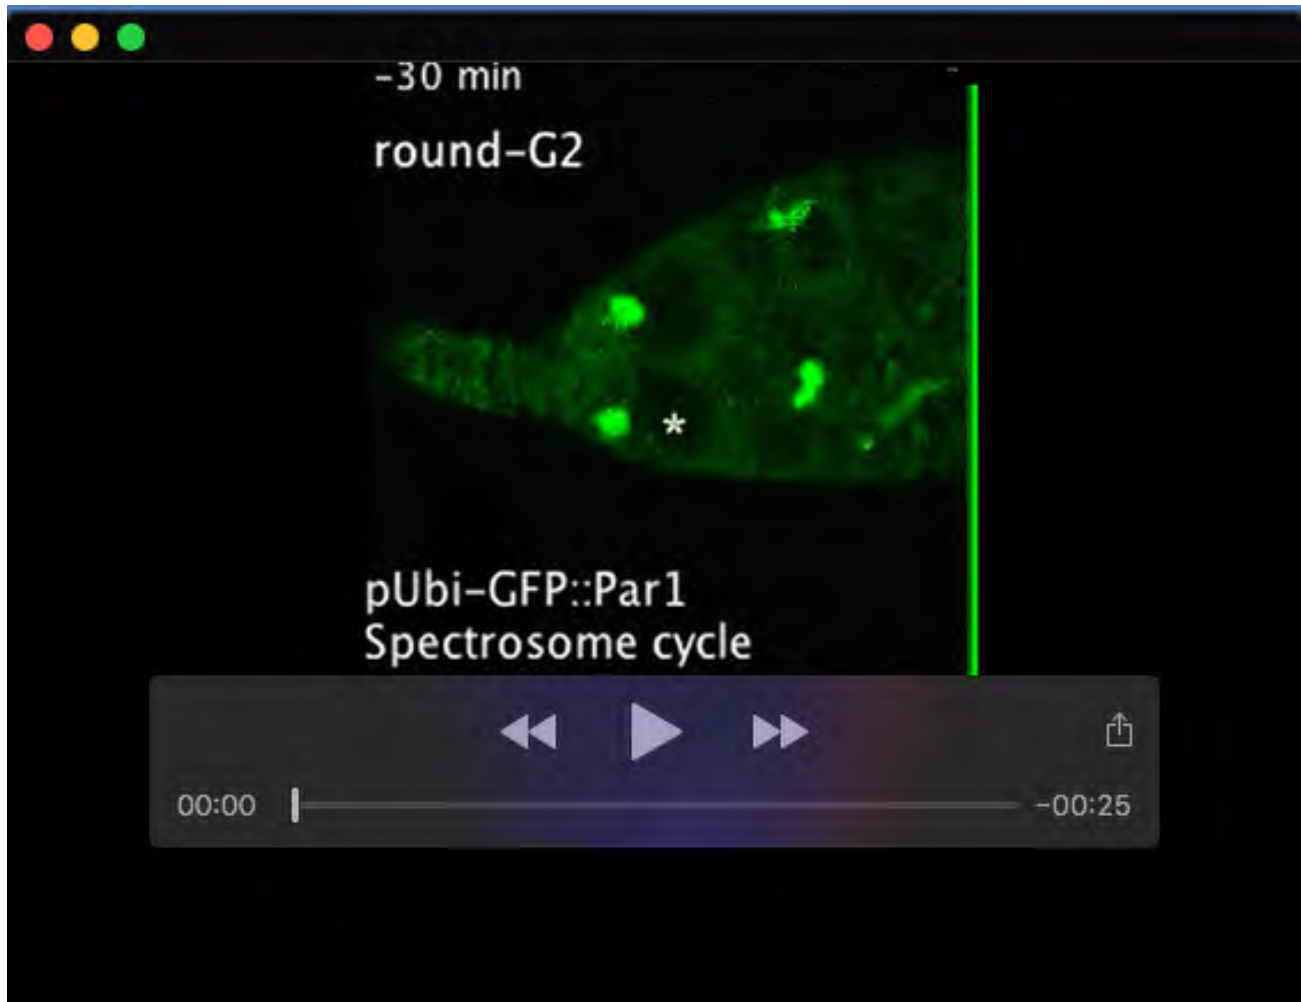 -30 min
round-G2
*
pUbi-GFP::Par1
Spectrosome cycle
00:00
-00:25